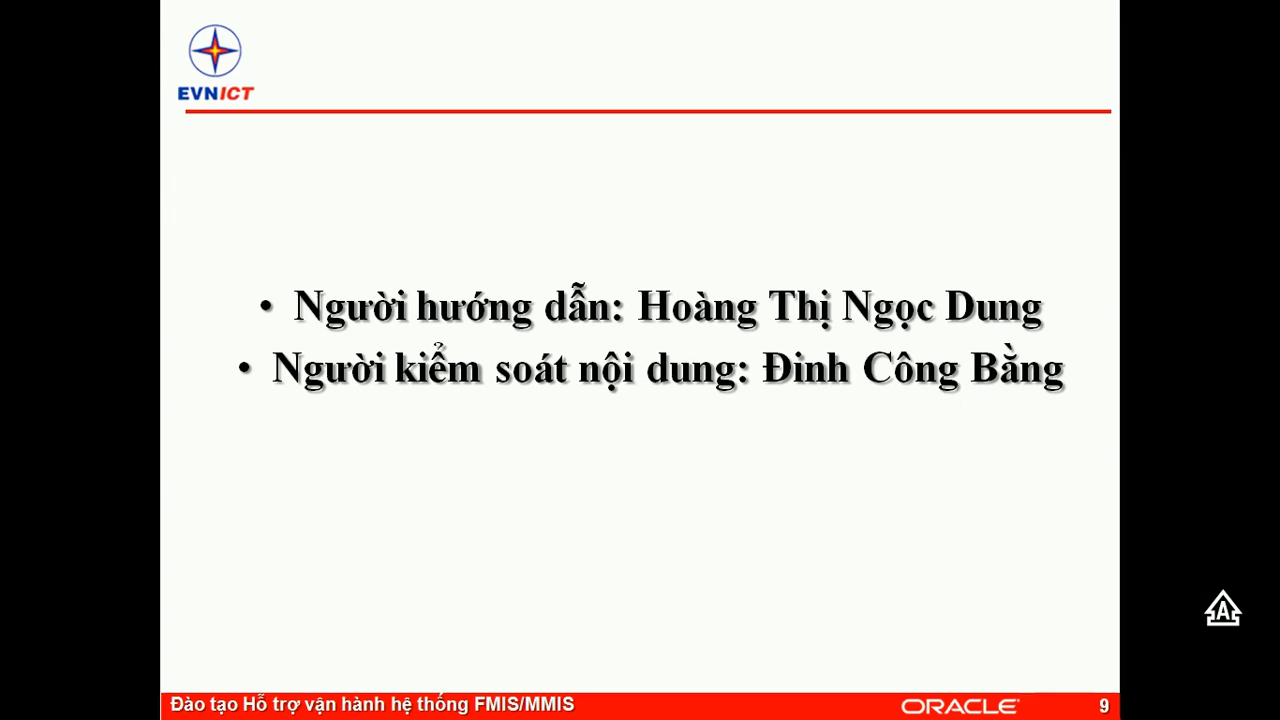 EVNICT
• Người hướng dẫn: Hoàng Thị Ngọc Dung
• Người kiểm soát nội dung: Đinh Công Bằng
A
Đào tạo Hỗ trợ vận hành hệ thống FMIS/MMIS
ORACLE
9